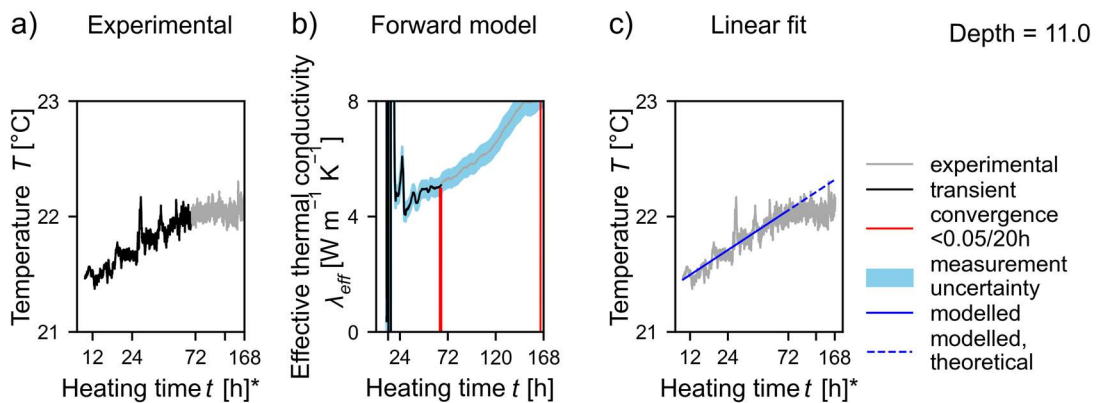 a) Experimental
b) Forward model
c) Linear fit
Depth = 11.0
Temperature T [°C]
23
22
21
12 24 72 168
Heating time t [h]*
Effective thermal conductivity
λeff [W m⁻¹ K⁻¹]
8
4
0
24 72 120 168
Heating time t [h]
Temperature T [°C]
23
22
21
12 24 72 168
Heating time t [h]*
experimental
transient
convergence
<0.05/20h
measurement
uncertainty
modelled
modelled,
theoretical